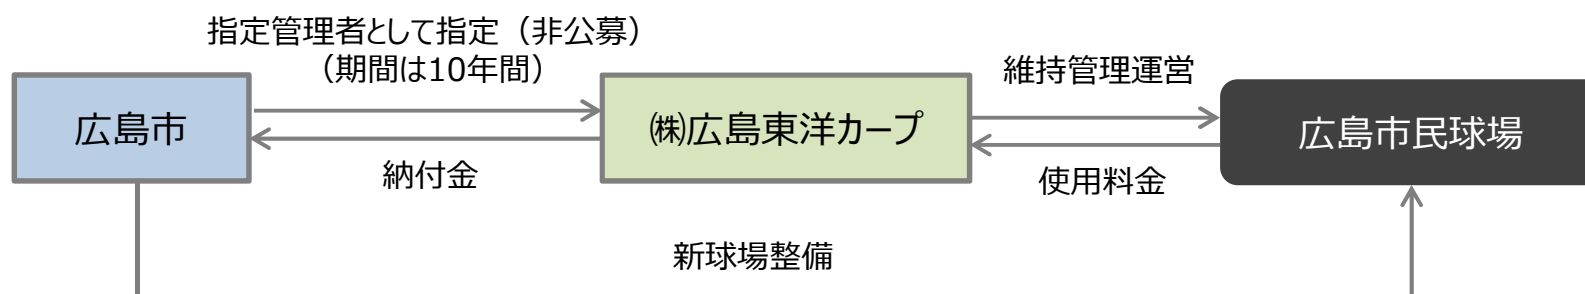 指定管理者として指定（非公募）
（期間は10年間）
維持管理運営
広島市
㈱広島東洋カープ
広島市民球場
納付金
使用料金
新球場整備